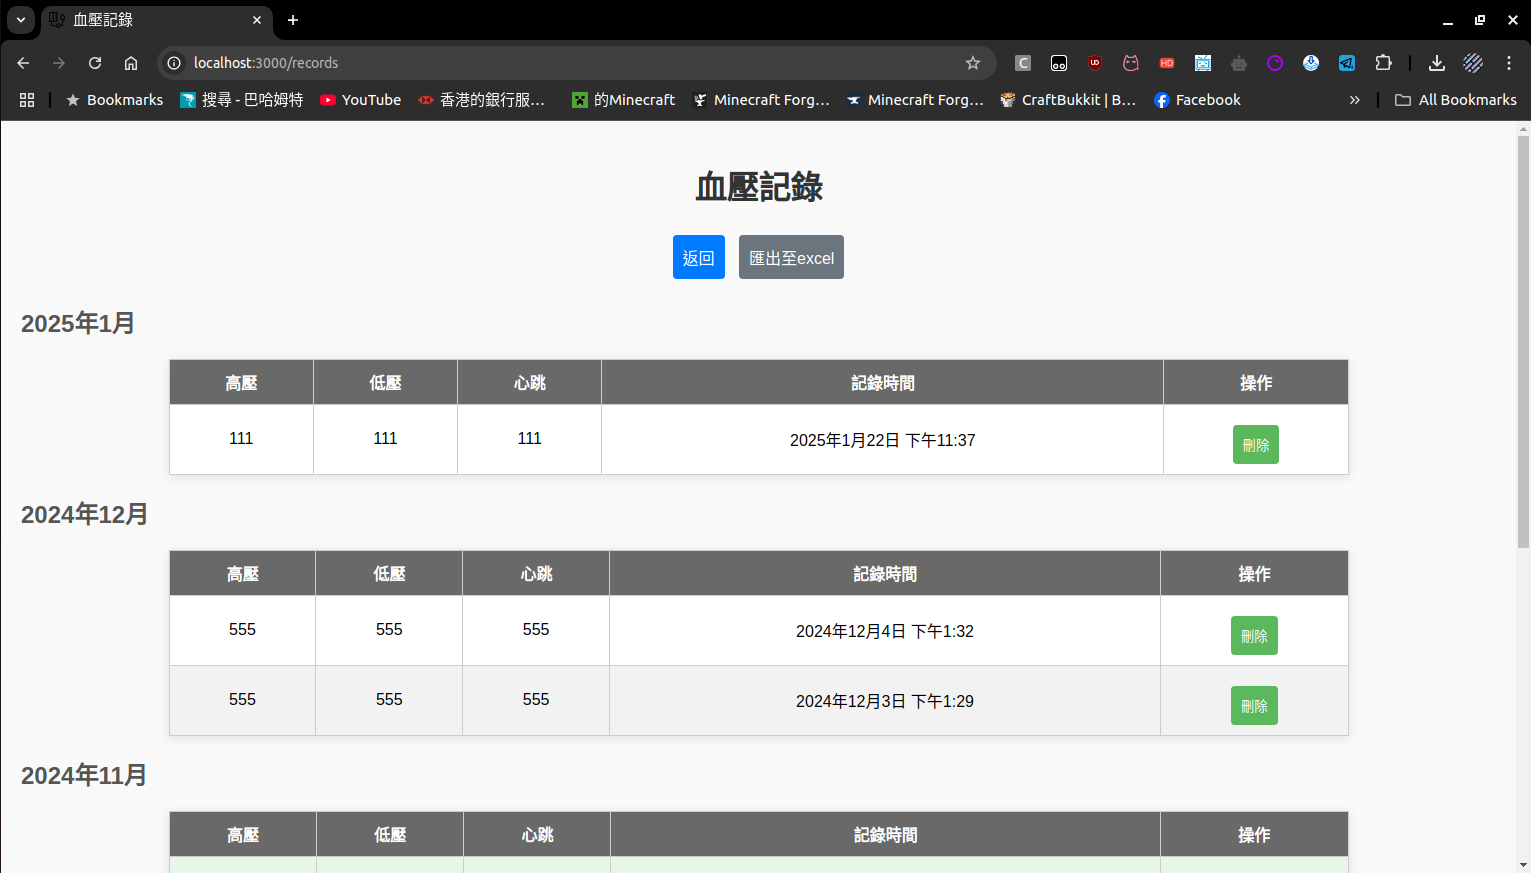 血壓記錄
localhost:3000/records
Bookmarks
搜尋 - 巴哈姆特
YouTube
香港的銀行服...
的Minecraft
Minecraft Forg...
Minecraft Forg...
CraftBukkit | B...
Facebook
All Bookmarks
血壓記錄
返回 匯出至excel
2025年1月
高壓 低壓 心跳 記錄時間 操作
111 111 111 2025年1月22日 下午11:37 刪除
2024年12月
高壓 低壓 心跳 記錄時間 操作
555 555 555 2024年12月4日 下午1:32 刪除
555 555 555 2024年12月3日 下午1:29 刪除
2024年11月
高壓 低壓 心跳 記錄時間 操作